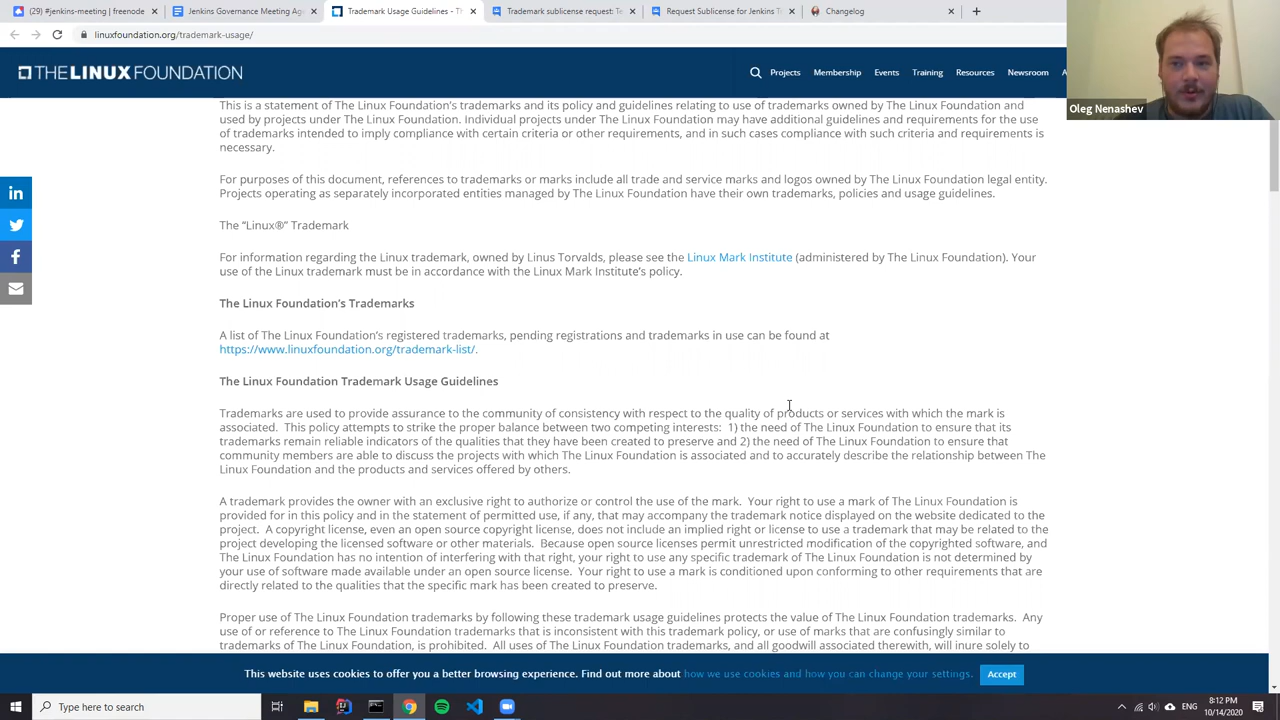 (8) #jenkins-meeting - free
Jenkins Governance Meeting
Trademark sublicense for
Support for Jenkins T
linuxfoundation.org/trademark-usage/
THE LINUX FOUNDATION
Projects Membership Events Training Resources Newsroom
Oleg Nenashev
This is a statement of The Linux Foundation's trademarks and its policy and guidelines relating to use of trademarks owned by The Linux Foundation and
used by projects under The Linux Foundation. Individual projects under The Linux Foundation may have additional guidelines and requirements for the use
of trademarks intended to imply compliance with certain criteria or other requirements, and in such cases compliance with such criteria and requirements is
necessary.
For purposes of this document, references to trademarks or marks include all trade and service marks and logos owned by The Linux Foundation legal entity.
Projects operating as separately incorporated entities managed by The Linux Foundation have their own trademarks, policies and usage guidelines.
The “Linux®” Trademark
For information regarding the Linux trademark, owned by Linus Torvalds, please see the Linux Mark Institute (administered by The Linux Foundation). Your
use of the Linux trademark must be in accordance with the Linux Mark Institute's policy.
The Linux Foundation's Trademarks
A list of The Linux Foundation's registered trademarks, pending registrations and trademarks in use can be found at
https://www.linuxfoundation.org/trademark-list/.
The Linux Foundation Trademark Usage Guidelines
Trademarks are used to provide assurance to the community of consistency with respect to the quality of products or services with which the mark is
associated. This policy attempts to strike the proper balance between two competing interests: 1) the need of The Linux Foundation to ensure that its
trademarks remain reliable indicators of the qualities that they have been created to preserve and 2) the need of The Linux Foundation to ensure that
community members are able to discuss the projects with which The Linux Foundation is associated and to accurately describe the relationship between The
Linux Foundation and the products and services offered by others.
A trademark provides the owner with an exclusive right to authorize or control the use of the mark. Your right to use a mark of The Linux Foundation is
provided for in this policy and in the statement of permitted use, if any, that may accompany the trademark notice displayed on the website dedicated to the
project. A copyright license, even an open source copyright license, does not include an implied right or license to use a trademark that may be related to the
project developing the licensed software or other materials. Because open source licenses permit unrestricted modification of the copyrighted software, and
The Linux Foundation has no intention of interfering with that right, your right to use any specific trademark of The Linux Foundation is not determined by
your use of software made available under an open source license. Your right to use a mark is conditioned upon conforming to other requirements that are
directly related to the qualities that the specific mark has been created to preserve.
Proper use of The Linux Foundation trademarks by following these trademark usage guidelines protects the value of The Linux Foundation trademarks. Any
use of or reference to The Linux Foundation trademarks that is inconsistent with this trademark policy, or use of marks that are confusingly similar to
trademarks of The Linux Foundation, is prohibited. All uses of The Linux Foundation trademarks, and all goodwill associated therewith, will inure solely to
This website uses cookies to offer you a better browsing experience. Find out more about how we use cookies and how you can change your settings. Accept
Type here to search
8:12 PM
10/14/2020